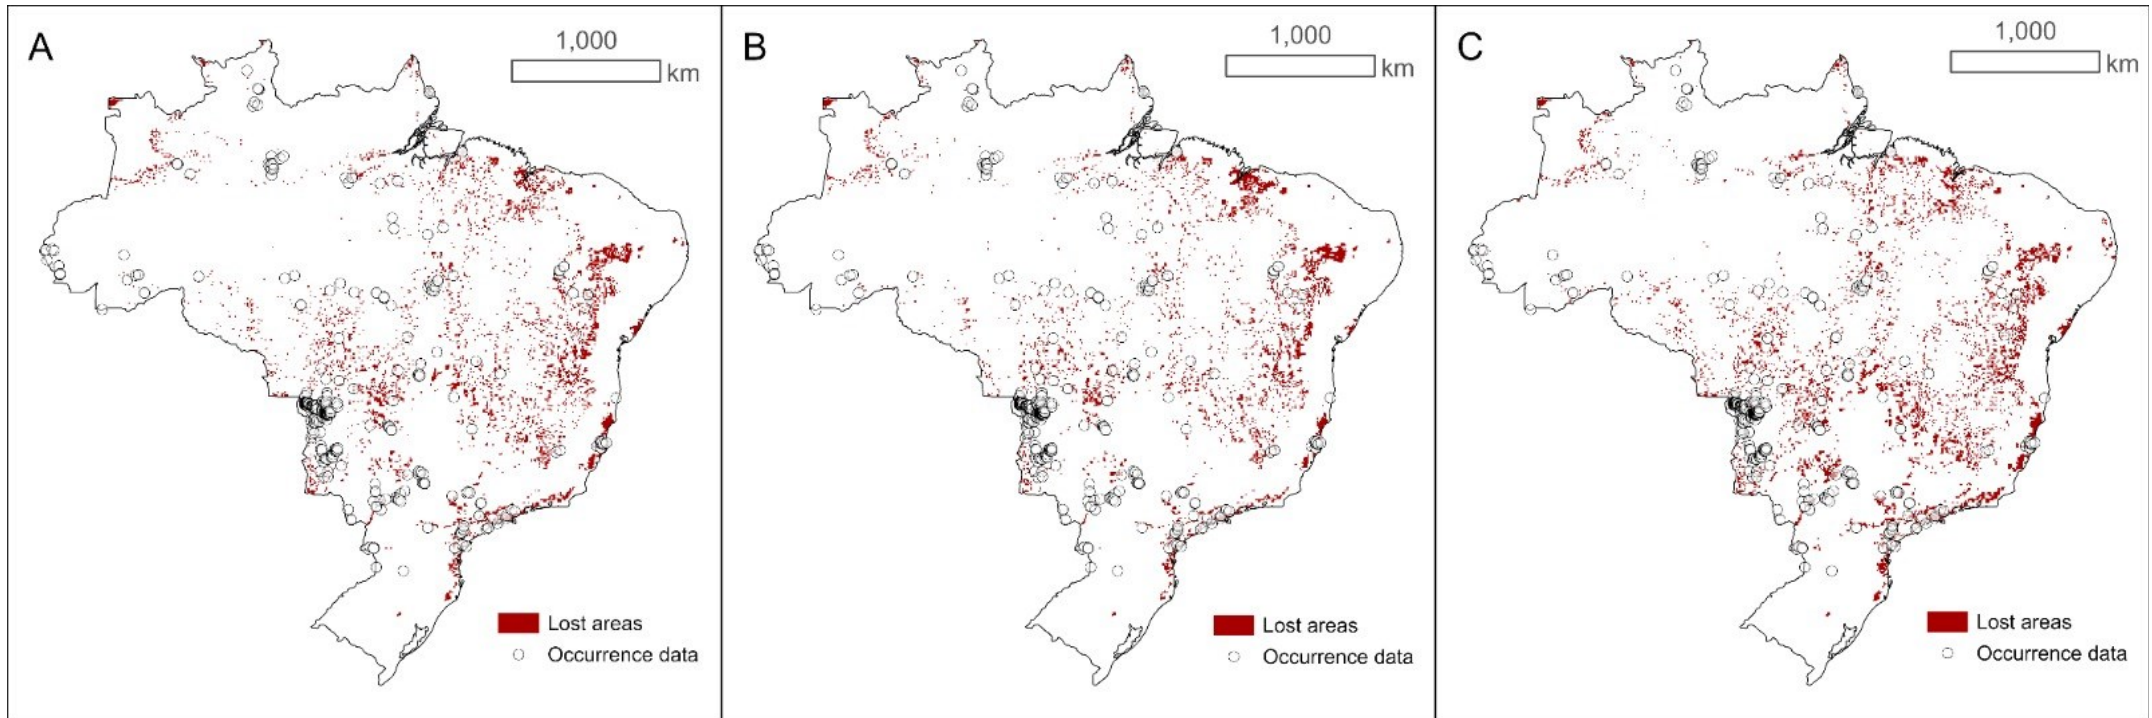 A
1,000
km
Lost areas
Occurrence data
B
1,000
km
Lost areas
Occurrence data
C
1,000
km
Lost areas
Occurrence data